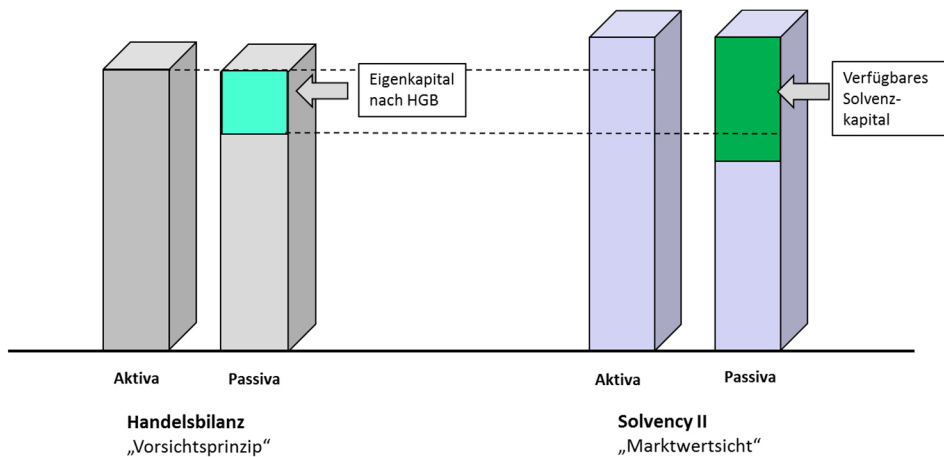 Eigenkapital
nach HGB
Verfügbares
Solvenz-
kapital
Aktiva
Passiva
Aktiva
Passiva
Handelsbilanz
„Vorsichtsprinzip“
Solvency II
„Marktwertsicht“